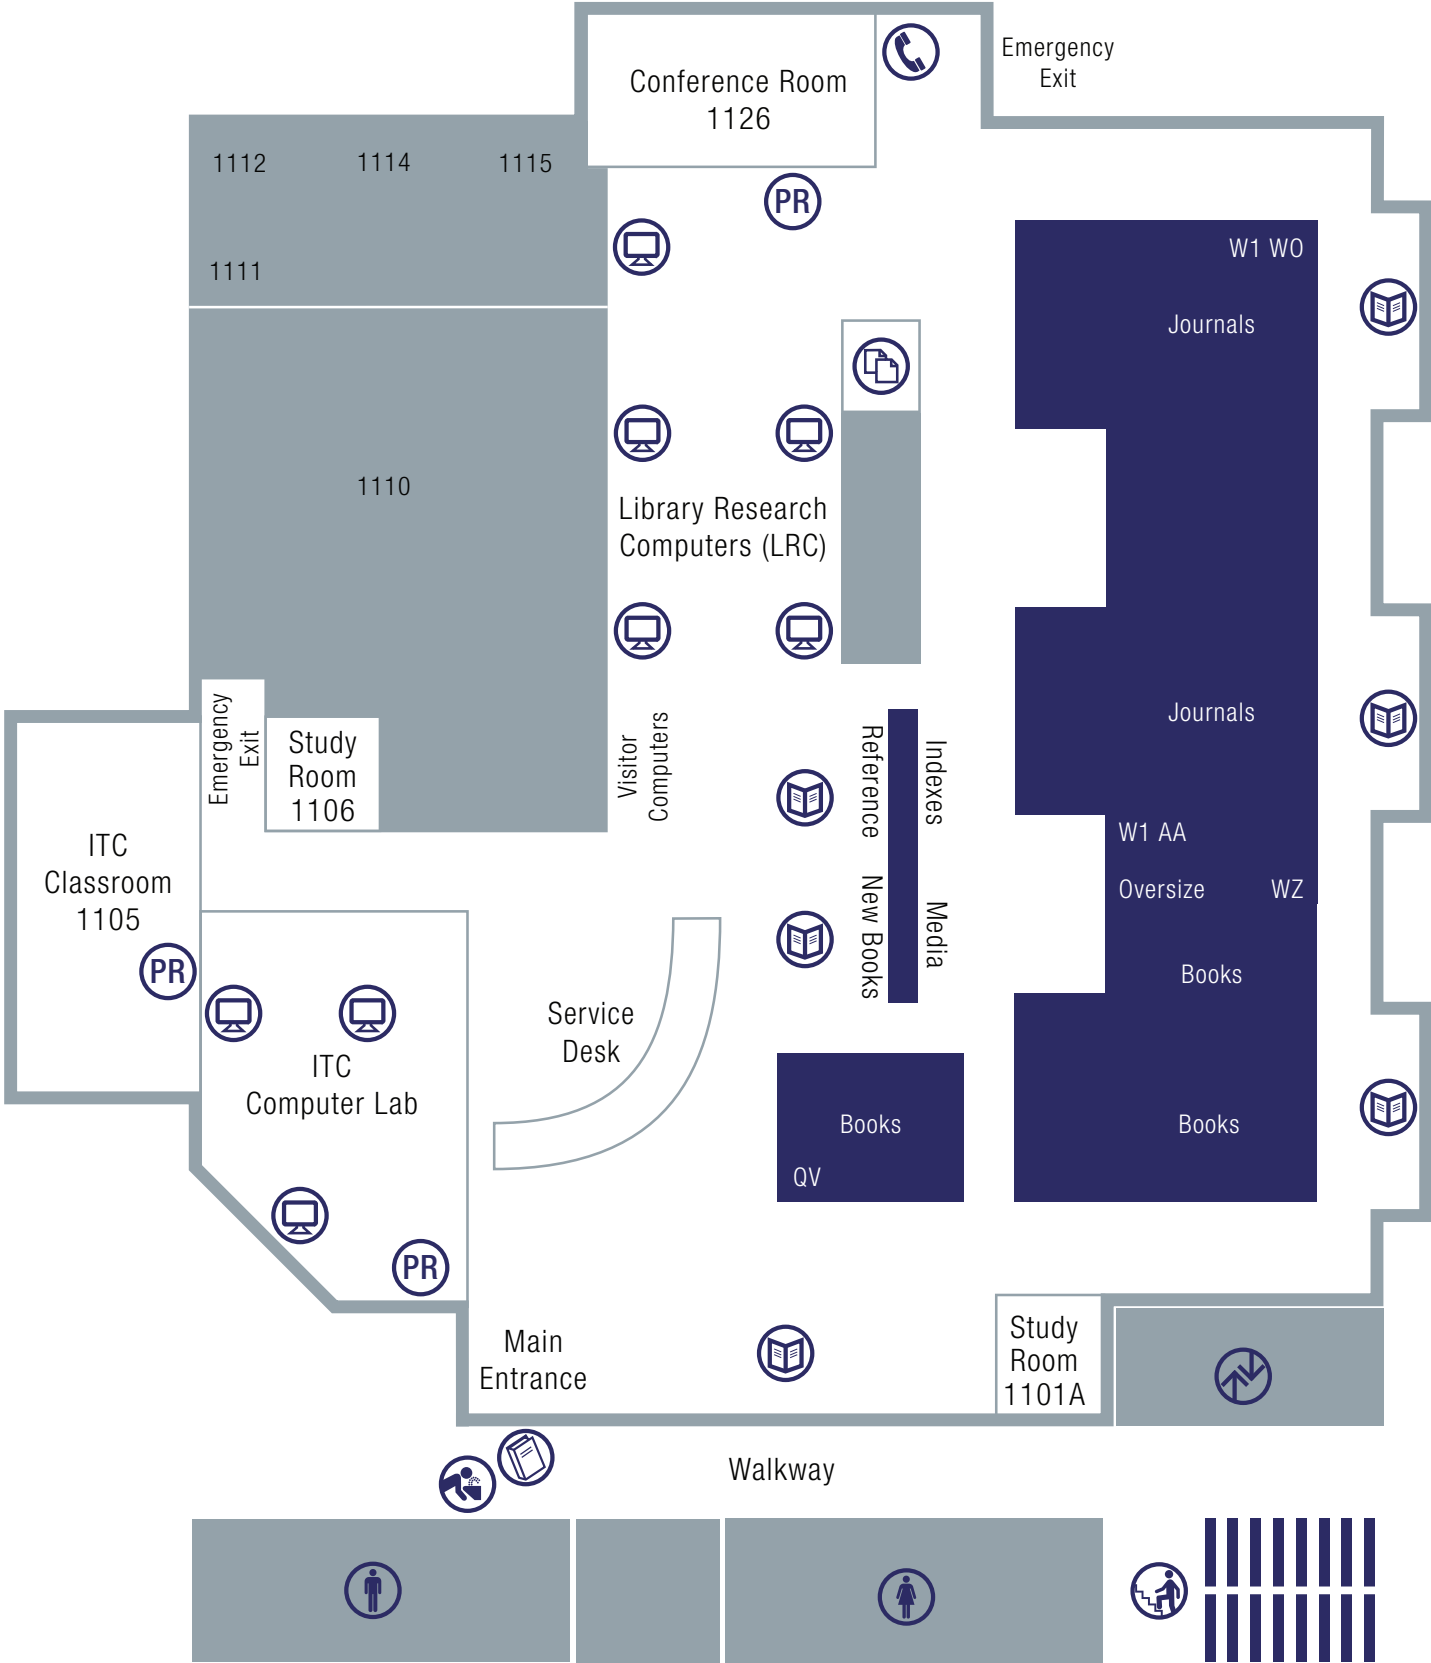 Conference Room
1126
Emergency
Exit
1112
1114
1115
PR
W1 WO
1111
Journals
1110
Library Research
Computers (LRC)
Emergency
Exit
Study
Room
1106
Visitor
Computers
Reference
Indexes
Journals
ITC
Classroom
1105
W1 AA
Oversize
WZ
New Books
Media
PR
Books
Service
Desk
ITC
Computer Lab
Books
QV
Books
PR
Main
Entrance
Study
Room
1101A
Walkway